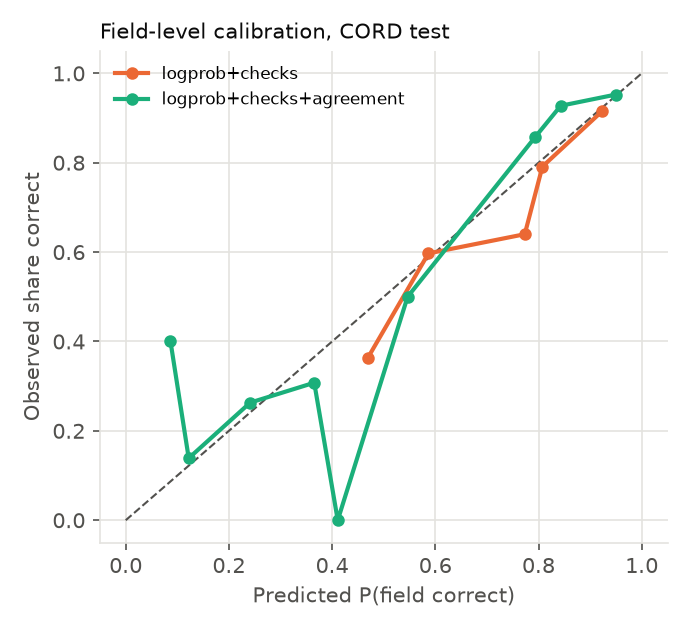 Field-level calibration, CORD test
logprob+checks
logprob+checks+agreement
Observed share correct
1.0
0.8
0.6
0.4
0.2
0.0
0.0 0.2 0.4 0.6 0.8 1.0
Predicted P(field correct)